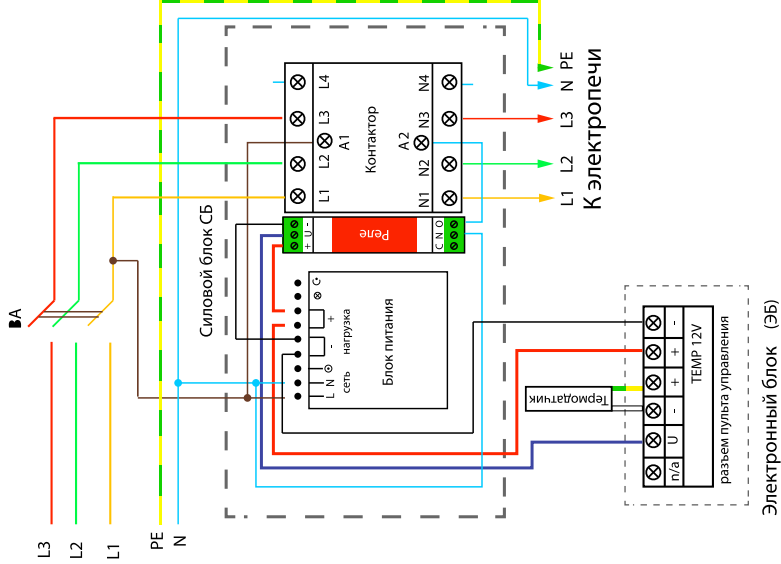 ВА
L3
L2
L1
PE
N
Силовой блок СБ
L4
L3
L2
L1
A1
Контактор
A2
N4
N3
N2
N1
PE
N
L3
L2
L1
К электропечи
+ U -
Реле
C N O
L N
сеть
- +
нагрузка
Блок питания
Термодатчик
-
+
+
-
U
n/a
TEMP 12V
разъем пульта управления
Электронный блок (ЭБ)